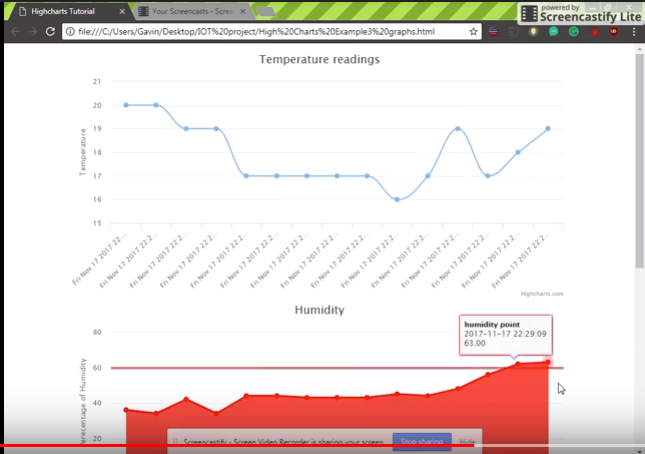 Highcharts Tutorial
Your Screencasts - Scree
powered by
Screencastify Lite
file:///C:/Users/Gavin/Desktop/IOT%20project/High%20Charts%20Example3%20graphs.html
Temperature readings
21
20
19
18
17
16
15
Temperature
Fri Nov 17 2017 22:...
Fri Nov 17 2017 22:2...
Fri Nov 17 2017 22:2...
Fri Nov 17 2017 22:2...
Fri Nov 17 2017 22:2...
Fri Nov 17 2017 22:2...
Fri Nov 17 2017 22:2...
Fri Nov 17 2017 22:2...
Fri Nov 17 2017 22:2...
Fri Nov 17 2017 22:2...
Fri Nov 17 2017 22:2...
Fri Nov 17 2017 22:2...
Fri Nov 17 2017 22:2...
Fri Nov 17 2017 22:2...
Fri Nov 17 2017 22:2...
Highcharts.com
Humidity
humidity point
2017-11-17 22:29:09
63.00
80
60
40
20
Perecentage of Humidity
Screencastify - Screen Video Recorder is sharing your screen.
Stop sharing
Hide